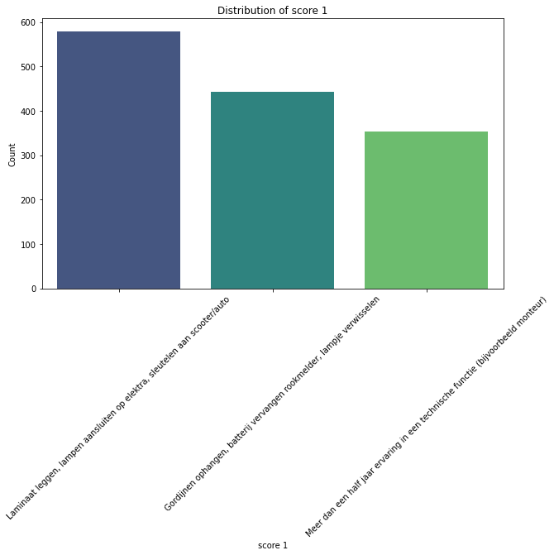 Distribution of score 1
600
500
400
300
200
100
0
Count
Laminaat leggen, lampen aansluiten op elektra, sleutelen aan scooter/auto
Gordijnen ophangen, batterij vervangen rookmelder, lampje verwisselen
Meer dan een half jaar ervaring in een technische functie (bijvoorbeeld monteur)
score 1